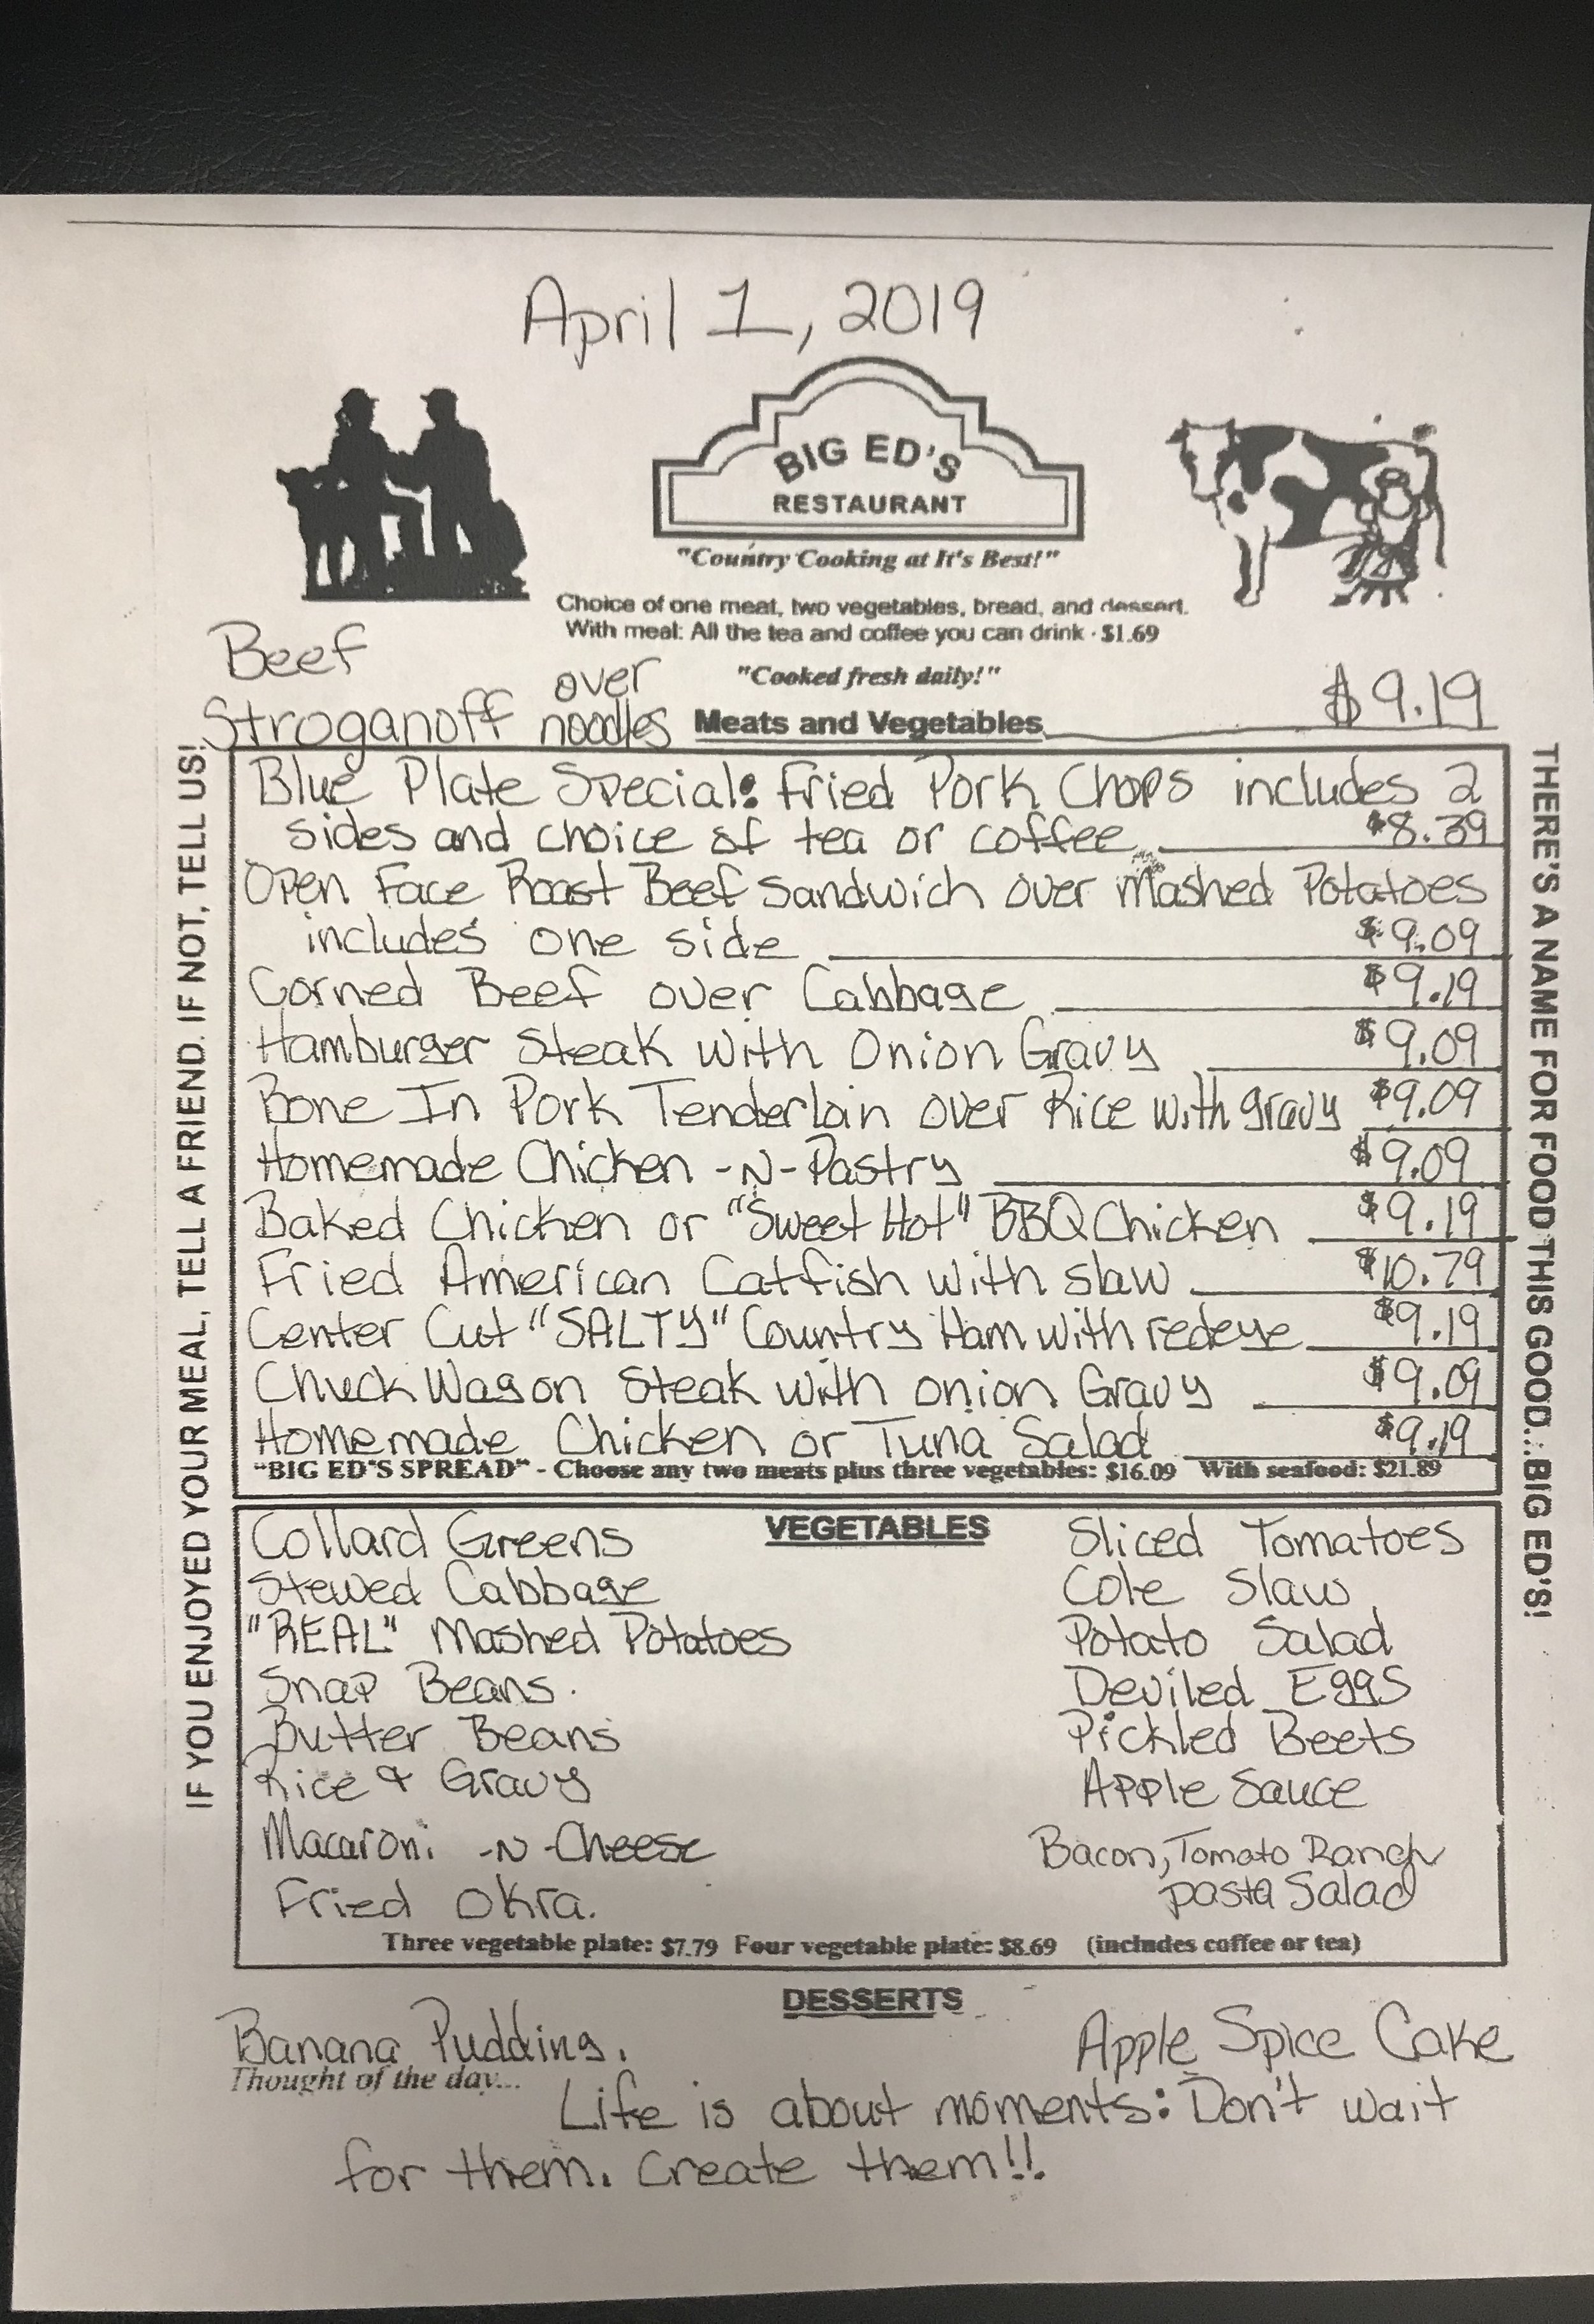 April 1, 2019
BIG ED'S
RESTAURANT
"Country Cooking at It's Best!"
Choice of one meat, two vegetables, bread, and dessert.
With meal: All the tea and coffee you can drink · $1.69
"Cooked fresh daily!"
Beef
Stroganoff over noodles $9.19
Meats and Vegetables
IF YOU ENJOYED YOUR MEAL, TELL A FRIEND. IF NOT, TELL US!
Blue Plate Special: Fried Pork Chops includes 2
sides and choice of tea or coffee $8.39
Open Face Roast Beef Sandwich over Mashed Potatoes
includes one side $9.09
Corned Beef over Cabbage $9.19
Hamburger Steak with Onion Gravy $9.09
Bone In Pork Tenderloin over Rice with gravy $9.09
Homemade Chicken -N- Pastry $9.09
Baked Chicken or "Sweet Hot" BBQ Chicken $9.19
Fried American Catfish with slaw $10.79
Center Cut "SALTY" Country Ham with redeye $9.19
Chuck Wagon Steak with onion Gravy $9.09
Homemade Chicken or Tuna Salad $9.19
"BIG ED'S SPREAD" - Choose any two meats plus three vegetables: $16.09 With seafood: $21.89
THERE'S A NAME FOR FOOD THIS GOOD...BIG ED'S!
VEGETABLES
Collard Greens
Stewed Cabbage
"REAL" Mashed Potatoes
Snap Beans.
Butter Beans
Rice & Gravy
Macaroni -N- Cheese
Fried Okra.
Sliced Tomatoes
Cole Slaw
Potato Salad
Deviled Eggs
Pickled Beets
Apple Sauce
Bacon, Tomato Ranch
pasta Salad
Three vegetable plate: $7.79 Four vegetable plate: $8.69 (includes coffee or tea)
DESSERTS
Banana Pudding.
Apple Spice Cake
Thought of the day...
Life is about moments: Don't wait
for them. Create them!!